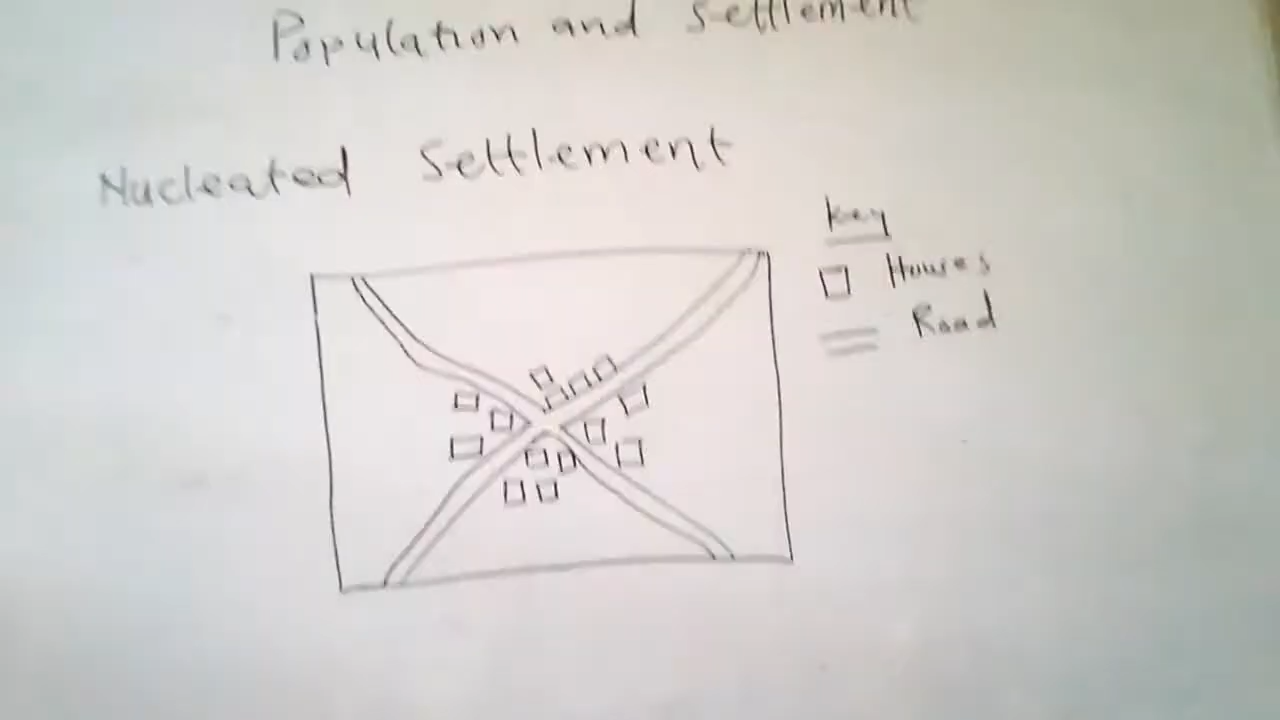 Population and Settlement
Nucleated Settlement
key
Houses
Road